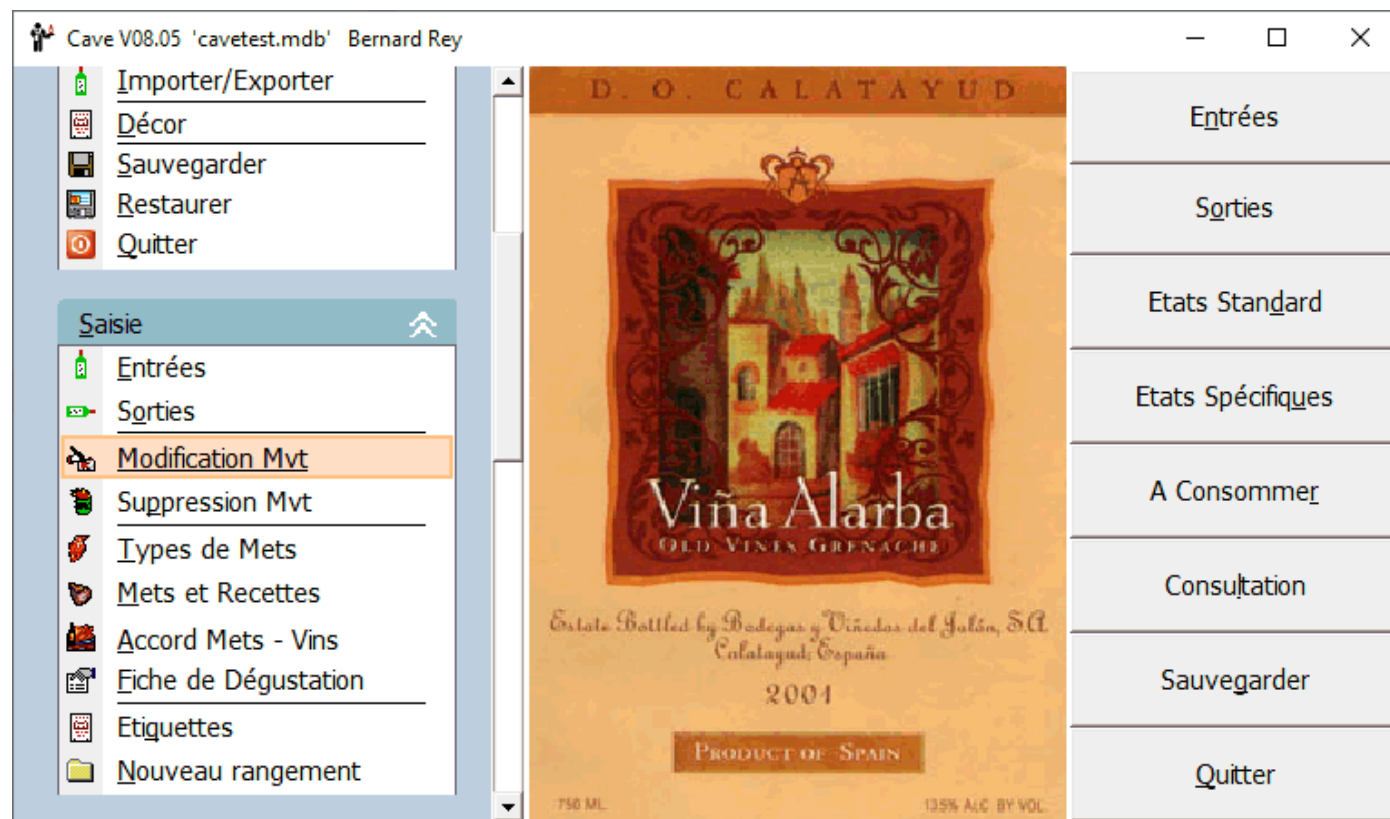 Cave V08.05 'cavetest.mdb' Bernard Rey
Importer/Exporter
Décor
Sauvegarder
Restaurer
Quitter
Saisie
Entrées
Sorties
Modification Mvt
Suppression Mvt
Types de Mets
Mets et Recettes
Accord Mets - Vins
Fiche de Dégustation
Etiquettes
Nouveau rangement
D. O. CALATAYUD
Viña Alarba
OLD VINES GRENACHE
Estate Bottled by Bodegas y Viñedos del Jalón, S.A.
Calatayud, España
2001
PRODUCT OF SPAIN
750 ML.
13.5% ALC. BY VOL.
Entrées
Sorties
Etats Standard
Etats Spécifiques
A Consommer
Consultation
Sauvegarder
Quitter